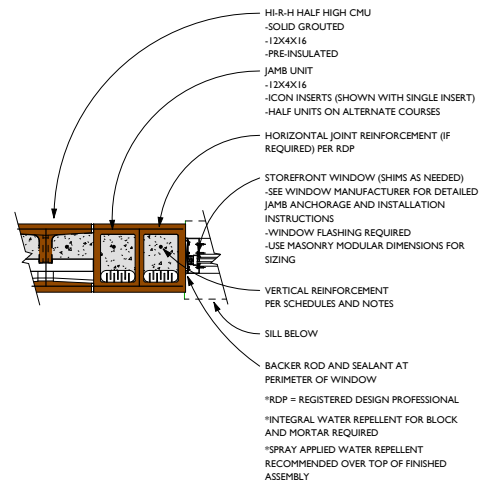 HI-R-H HALF HIGH CMU
-SOLID GROUTED
-12X4X16
-PRE-INSULATED
JAMB UNIT
-12X4X16
-ICON INSERTS (SHOWN WITH SINGLE INSERT)
-HALF UNITS ON ALTERNATE COURSES
HORIZONTAL JOINT REINFORCEMENT (IF
REQUIRED) PER RDP
STOREFRONT WINDOW (SHIMS AS NEEDED)
-SEE WINDOW MANUFACTURER FOR DETAILED
JAMB ANCHORAGE AND INSTALLATION
INSTRUCTIONS
-WINDOW FLASHING REQUIRED
-USE MASONRY MODULAR DIMENSIONS FOR
SIZING
VERTICAL REINFORCEMENT
PER SCHEDULES AND NOTES
SILL BELOW
BACKER ROD AND SEALANT AT
PERIMETER OF WINDOW
*RDP = REGISTERED DESIGN PROFESSIONAL
*INTEGRAL WATER REPELLENT FOR BLOCK
AND MORTAR REQUIRED
*SPRAY APPLIED WATER REPELLENT
RECOMMENDED OVER TOP OF FINISHED
ASSEMBLY